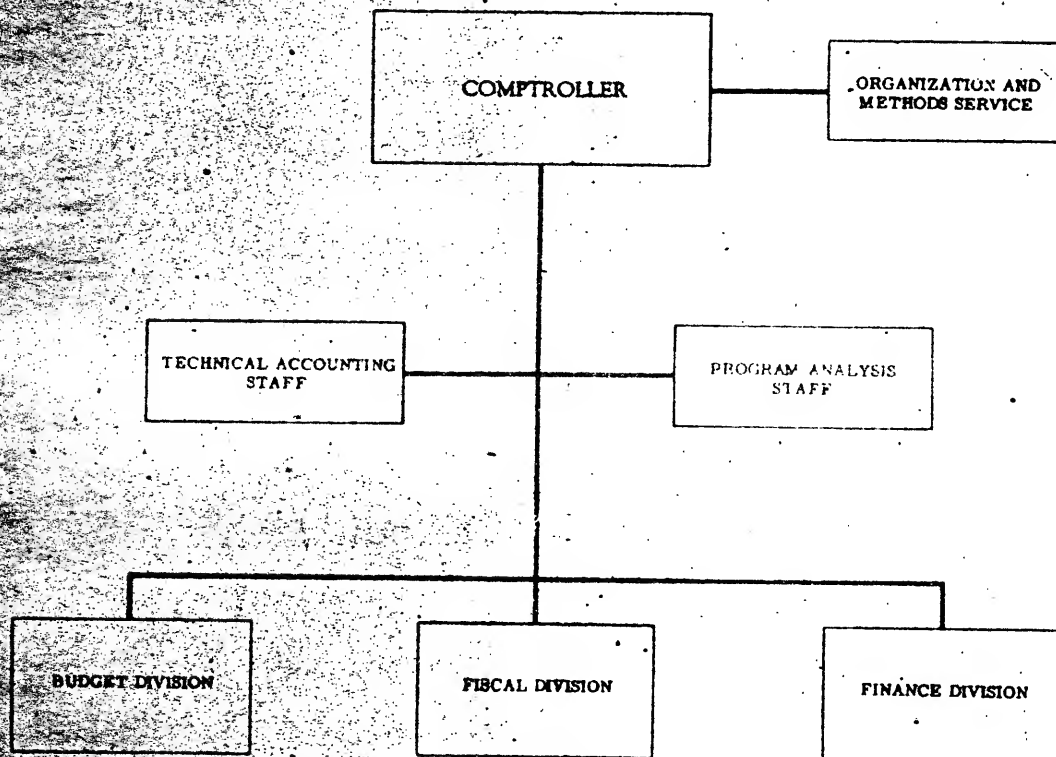 COMPTROLLER
ORGANIZATION AND
METHODS SERVICE
TECHNICAL ACCOUNTING
STAFF
PROGRAM ANALYSIS
STAFF
BUDGET DIVISION
FISCAL DIVISION
FINANCE DIVISION